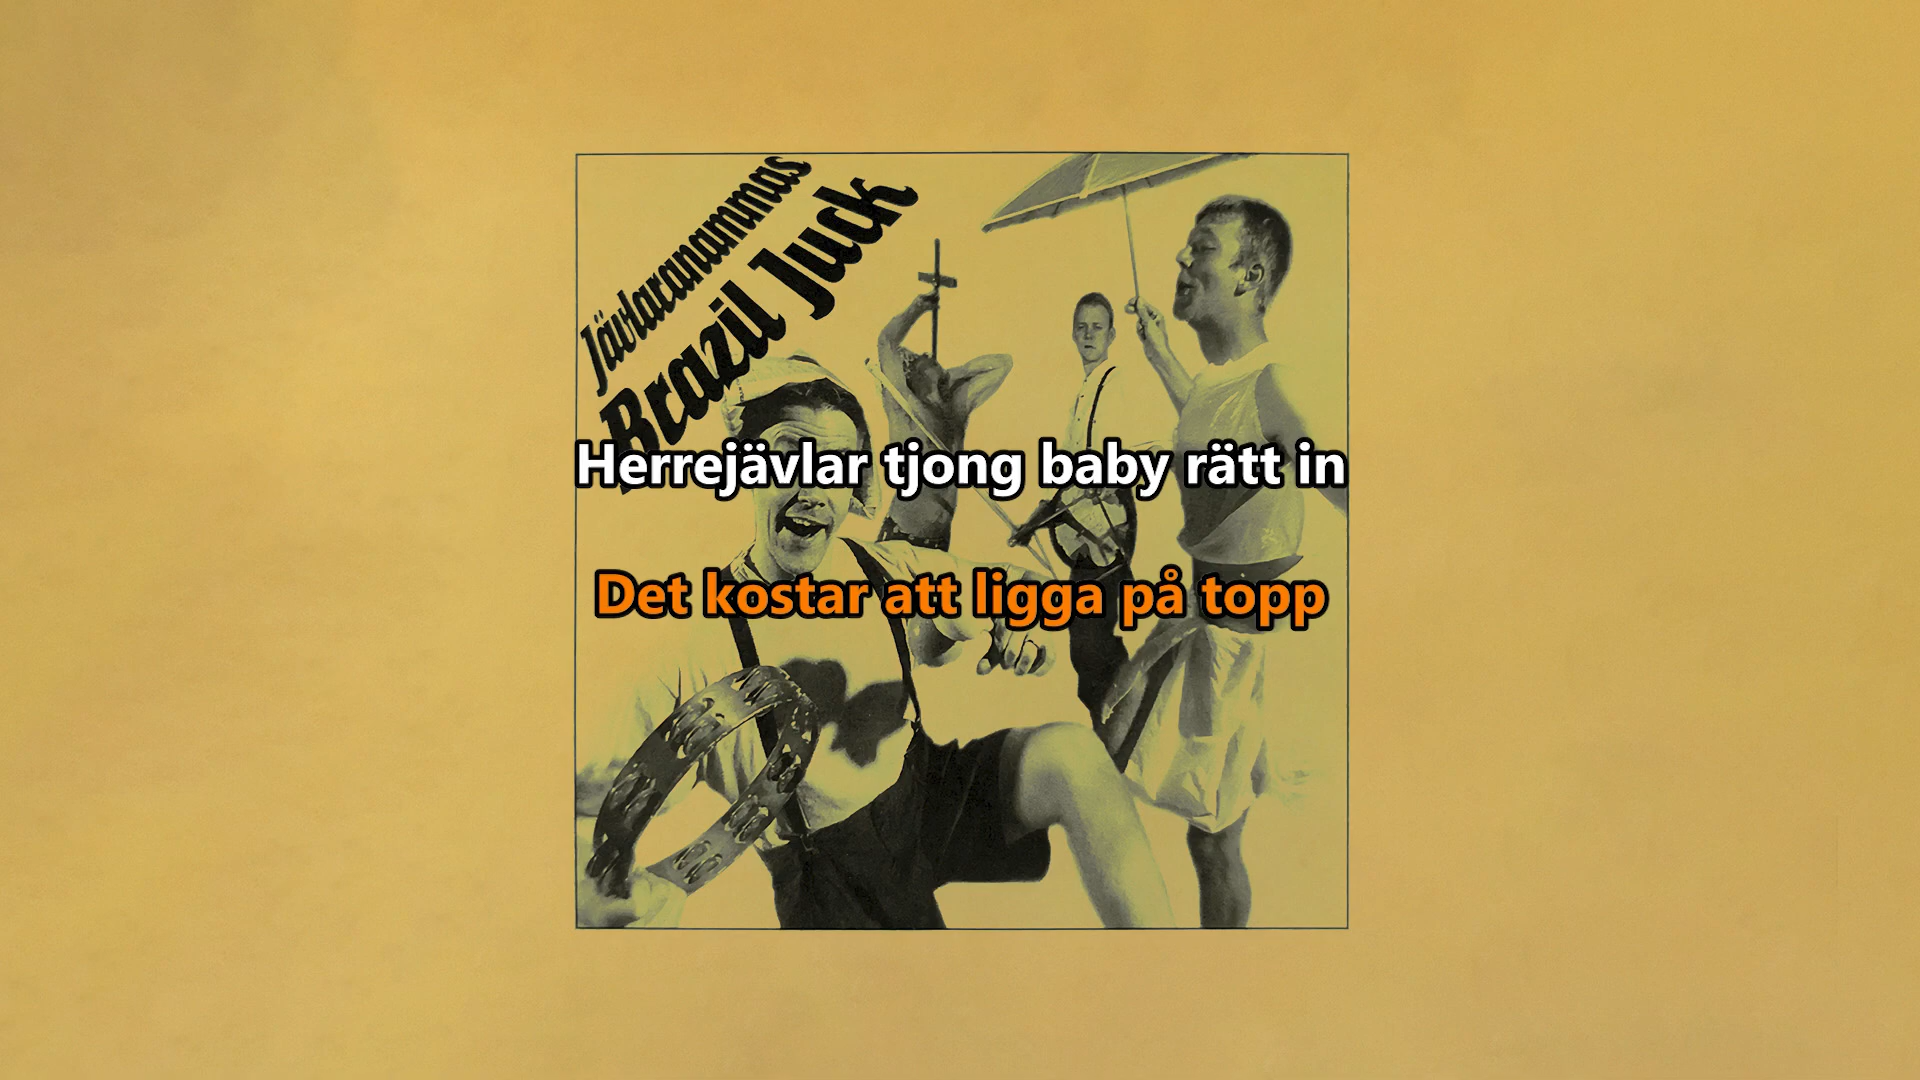 Jävlaranammas
Brazil Juck
Herrejävlar tjong baby rätt in
Det kostar att ligga på topp